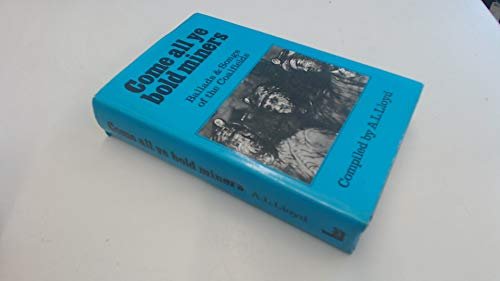 Come all ye
bold miners
Ballads & Songs
of the Coalfields
Compiled by A.L.Lloyd
Come all ye bold miners A.L.Lloyd